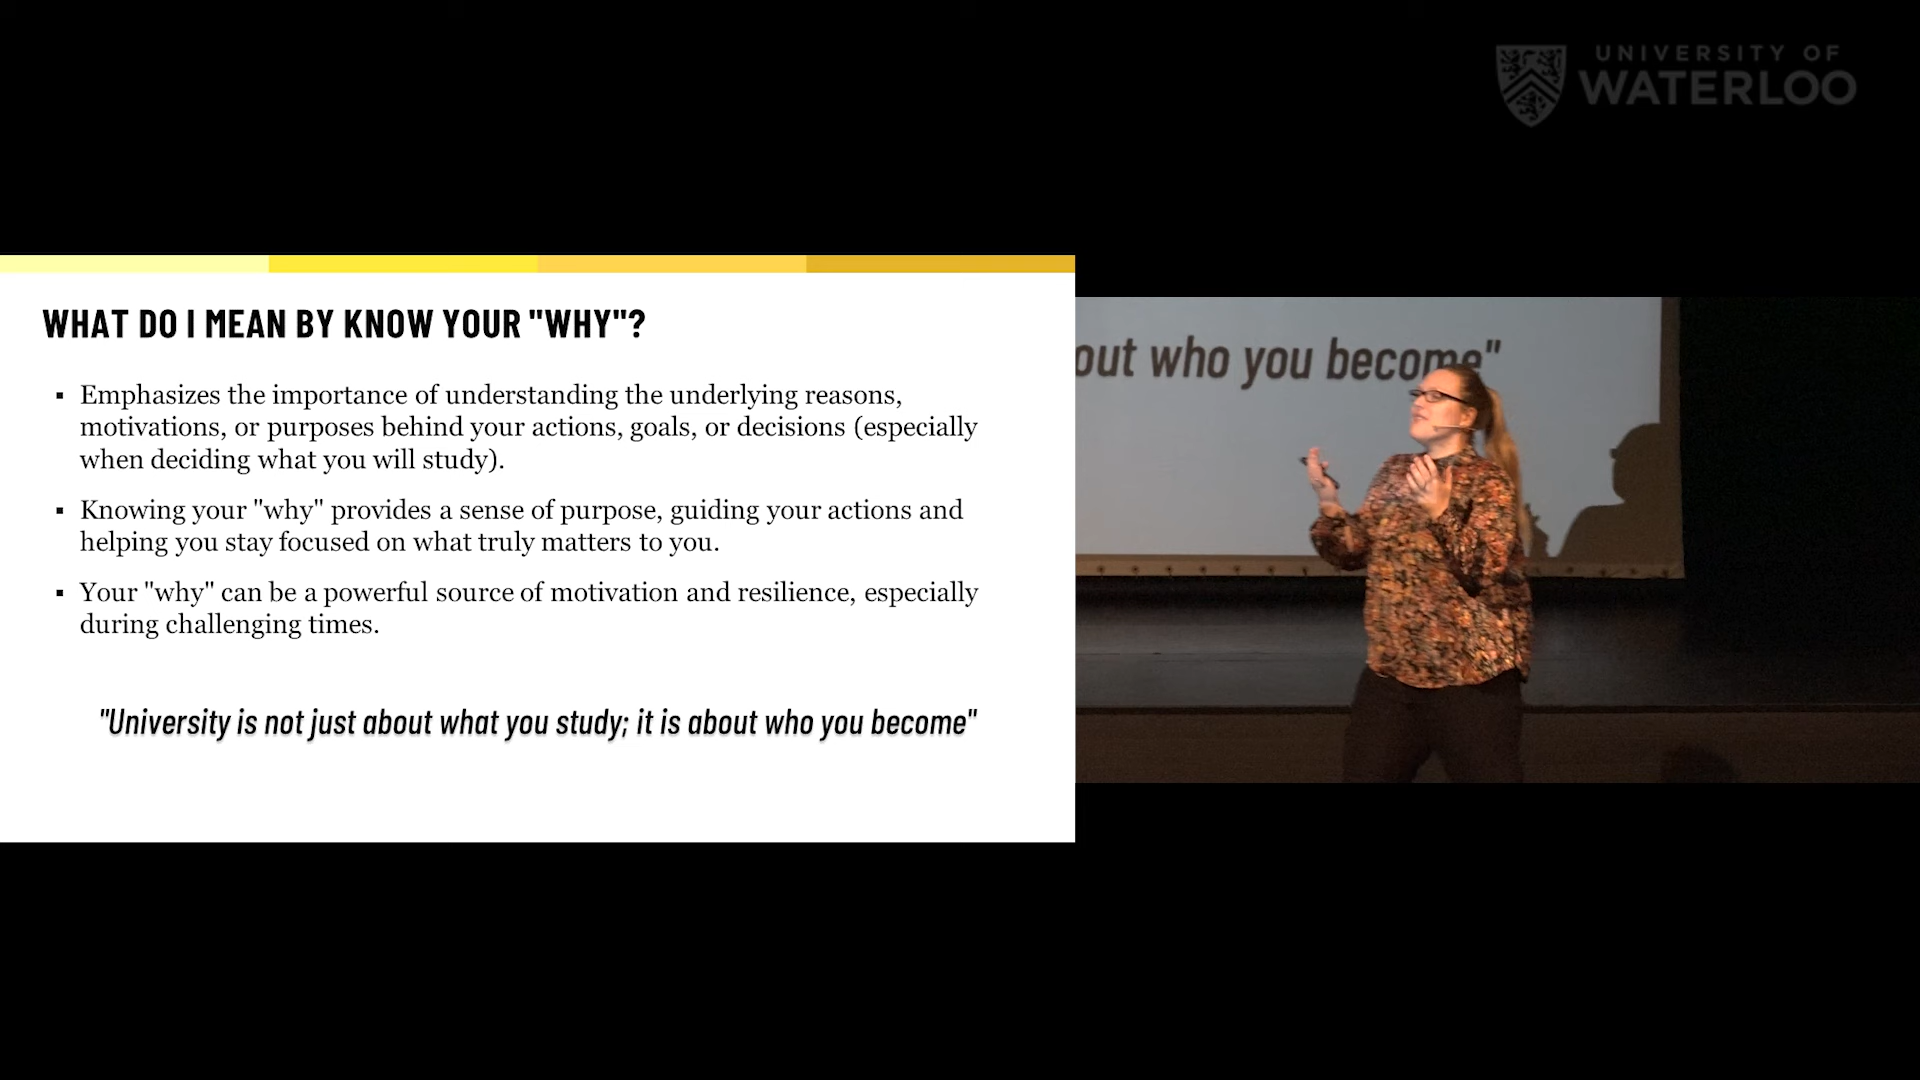 UNIVERSITY OF
WATERLOO
WHAT DO I MEAN BY KNOW YOUR "WHY"?
▪ Emphasizes the importance of understanding the underlying reasons,
motivations, or purposes behind your actions, goals, or decisions (especially
when deciding what you will study).
▪ Knowing your "why" provides a sense of purpose, guiding your actions and
helping you stay focused on what truly matters to you.
▪ Your "why" can be a powerful source of motivation and resilience, especially
during challenging times.
"University is not just about what you study; it is about who you become"
out who you become"